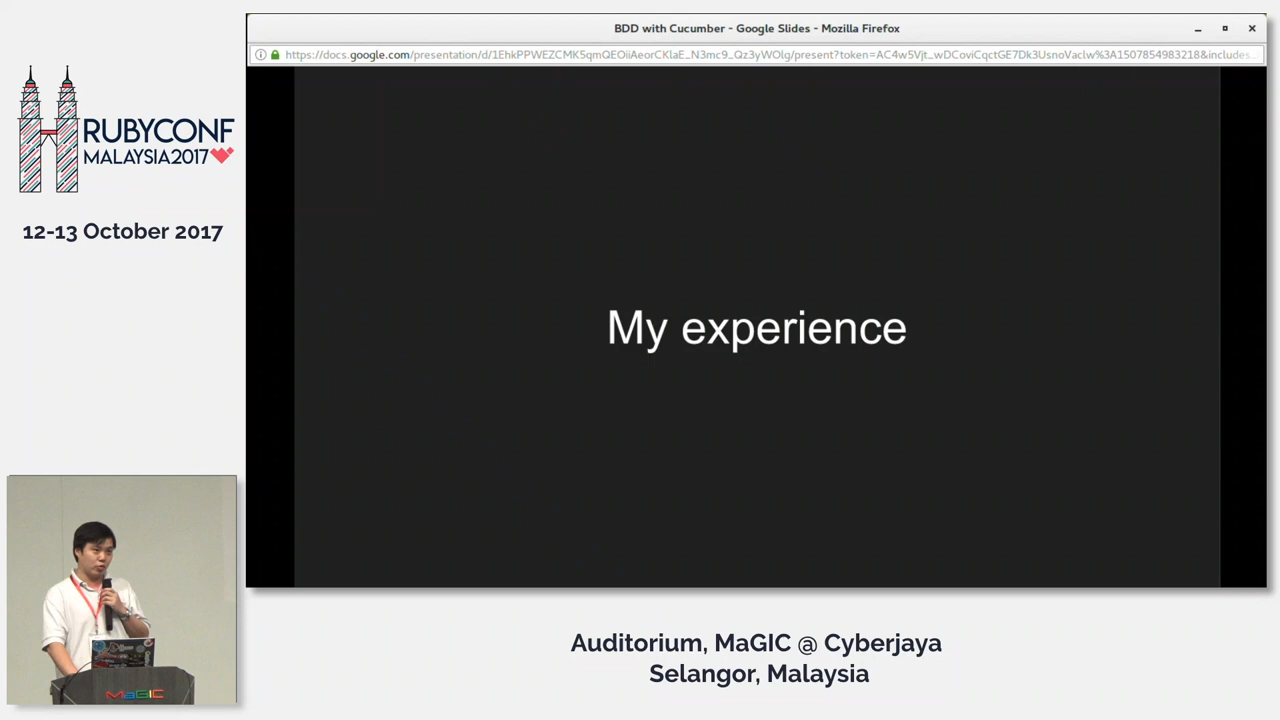 BDD with Cucumber - Google Slides - Mozilla Firefox
https://docs.google.com/presentation/d/1EhkPPWEZCMK5qmQEOiiAeorCKlaE_N3mc9_Qz3yWOlg/present?token=AC4w5Vjt_wDCoviCqctGE7Dk3UsnoVaclw%3A1507854983218&includes...
RUBYCONF
MALAYSIA2017
12-13 October 2017
My experience
MaGIC
Auditorium, MaGIC @ Cyberjaya
Selangor, Malaysia